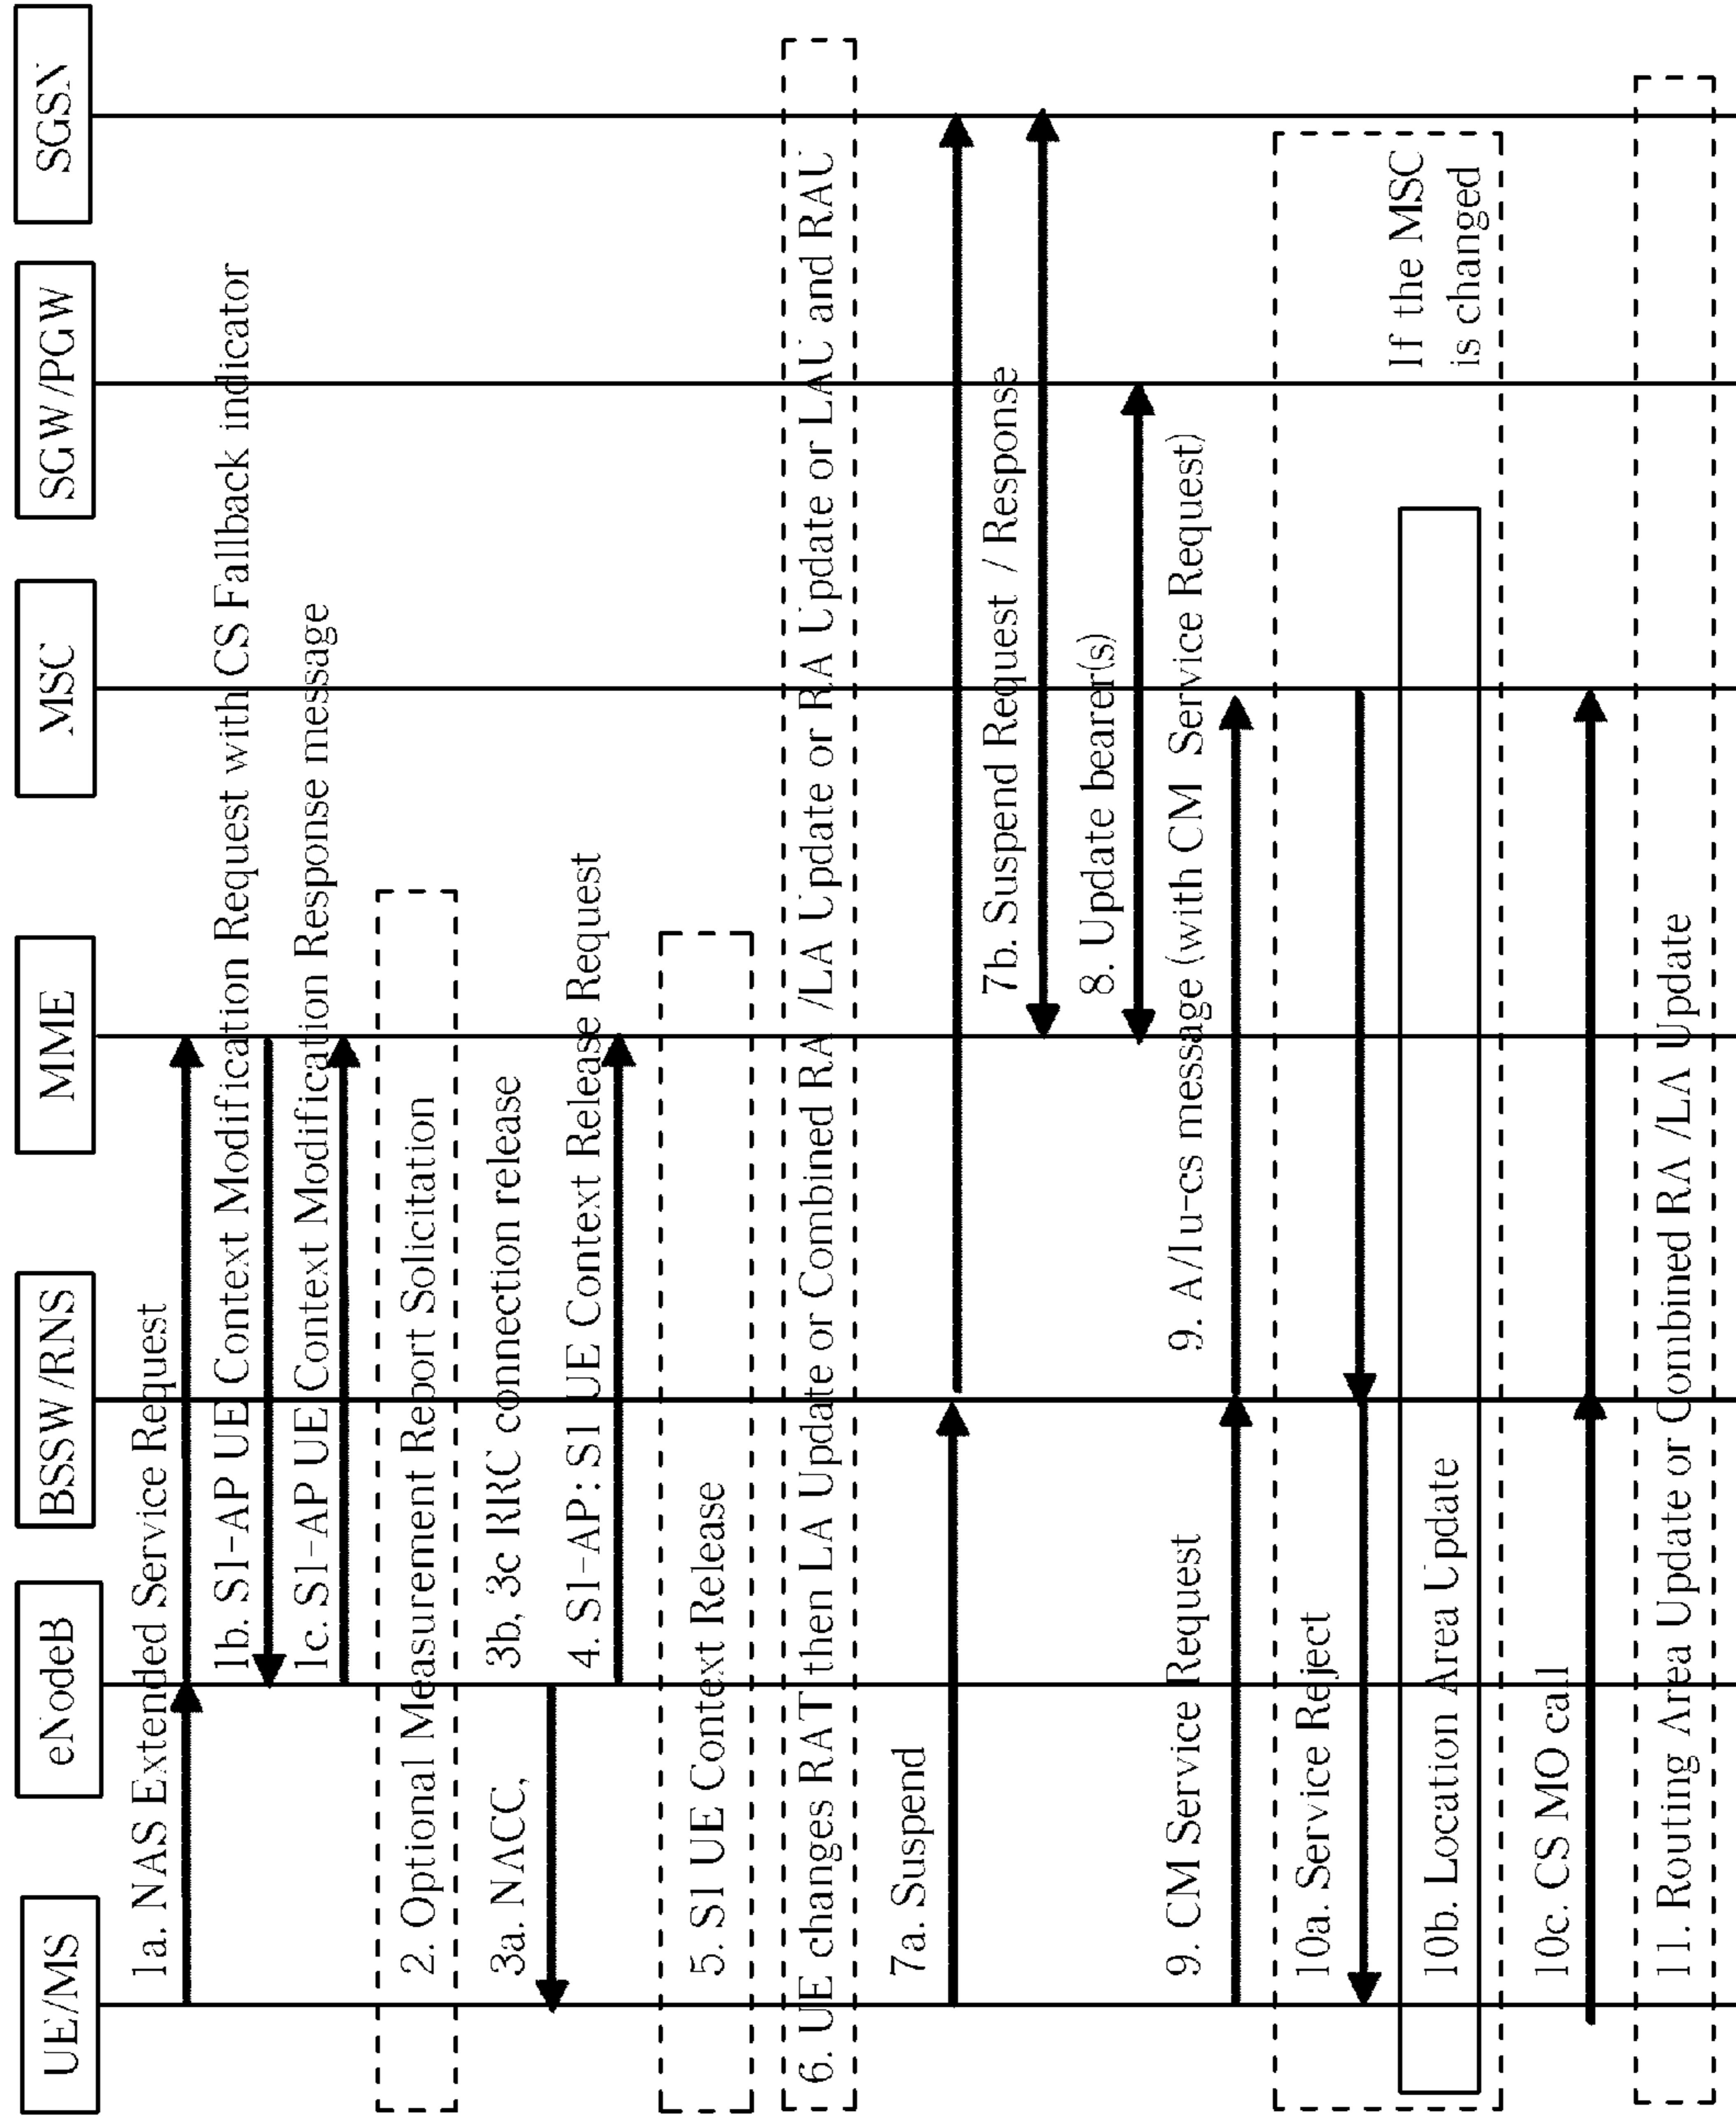 UE/MS
eNodeB
BSSW/RNS
MME
MSC
SGW/PGW
SGSN
1a. NAS Extended Service Request
1b. S1-AP UE Context Modification Request with CS Fallback indicator
1c. S1-AP UE Context Modification Response message
2. Optional Measurement Report Solicitation
3a. NACC,
3b, 3c RRC connection release
4. S1-AP: S1 UE Context Release Request
5. S1 UE Context Release
6. UE changes RAT then LA Update or Combined RA /LA Update or RA Update or LAU and RAU
7a. Suspend
7b. Suspend Request / Response
8. Update bearer(s)
9. CM Service Request
9. A/Iu-cs message (with CM Service Request)
10a. Service Reject
If the MSC
is changed
10b. Location Area Update
10c. CS MO call
11. Routing Area Update or Combined RA /LA Update